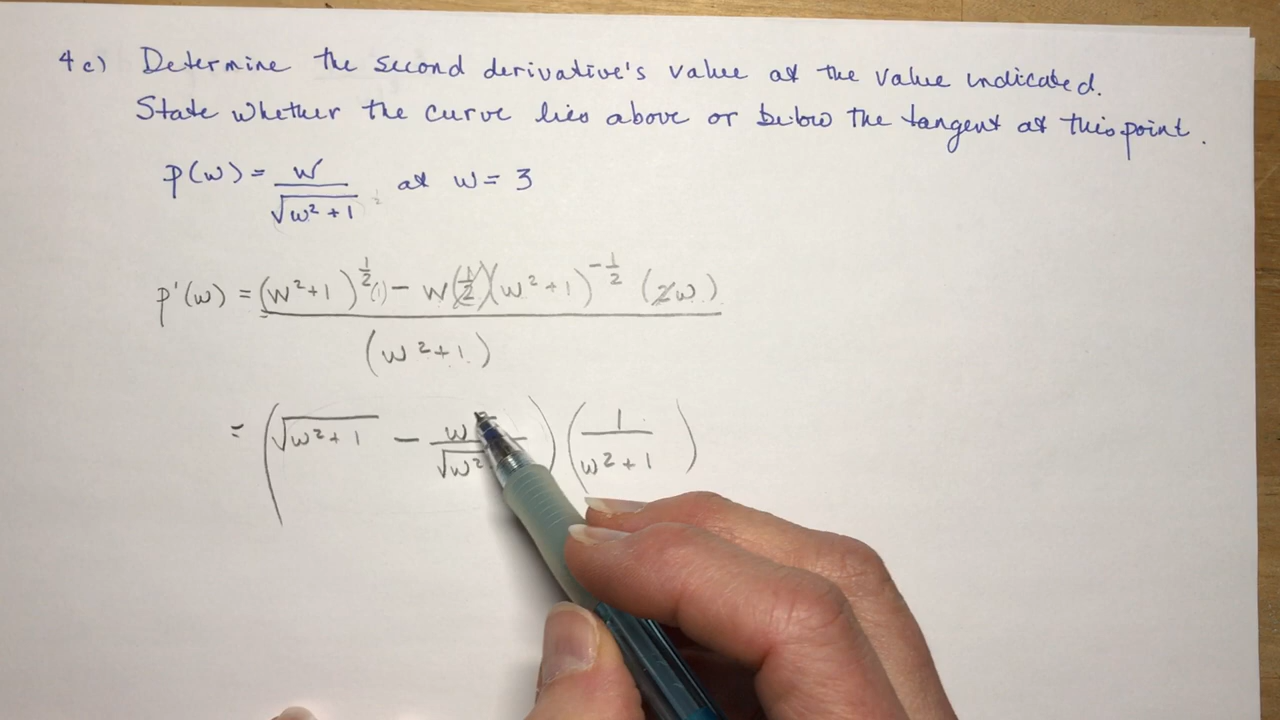 4c) Determine the second derivative's value at the value indicated.
State whether the curve lies above or below the tangent at this point.
p(w) = w / √(w² + 1) at w = 3
p'(w) = (w²+1)^(1/2) (1) − w(1/2)(w²+1)^(−1/2) (2w)
(w²+1)
= (√(w²+1) − w / √w² ) (1 / (w²+1))